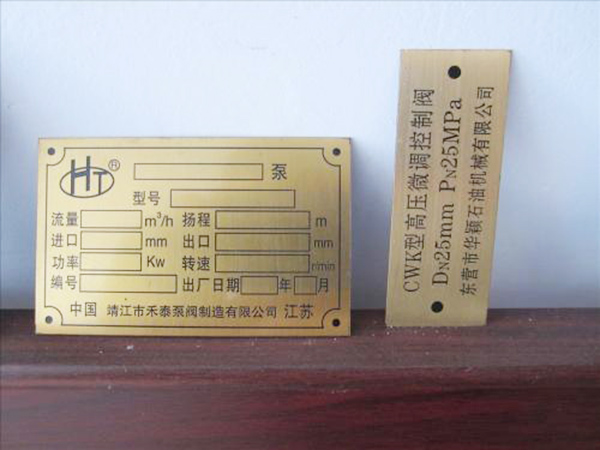 HT®
泵
型号
流量 m³/h 扬程 m
进口 mm 出口 mm
功率 Kw 转速 r/min
编号 出厂日期 年 月
中国 靖江市禾泰泵阀制造有限公司 江苏
CWK型高压微调控制阀
DN25mm PN25MPa
东营市华颖石油机械有限公司